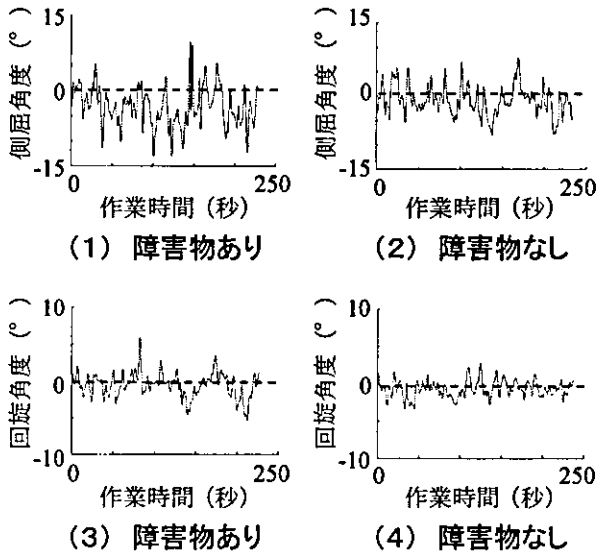 15
0
-15
側屈角度（°）
0
250
作業時間（秒）
（1） 障害物あり
15
0
-15
側屈角度（°）
0
250
作業時間（秒）
（2） 障害物なし
10
0
-10
回旋角度（°）
0
250
作業時間（秒）
（3） 障害物あり
10
0
-10
回旋角度（°）
0
250
作業時間（秒）
（4） 障害物なし